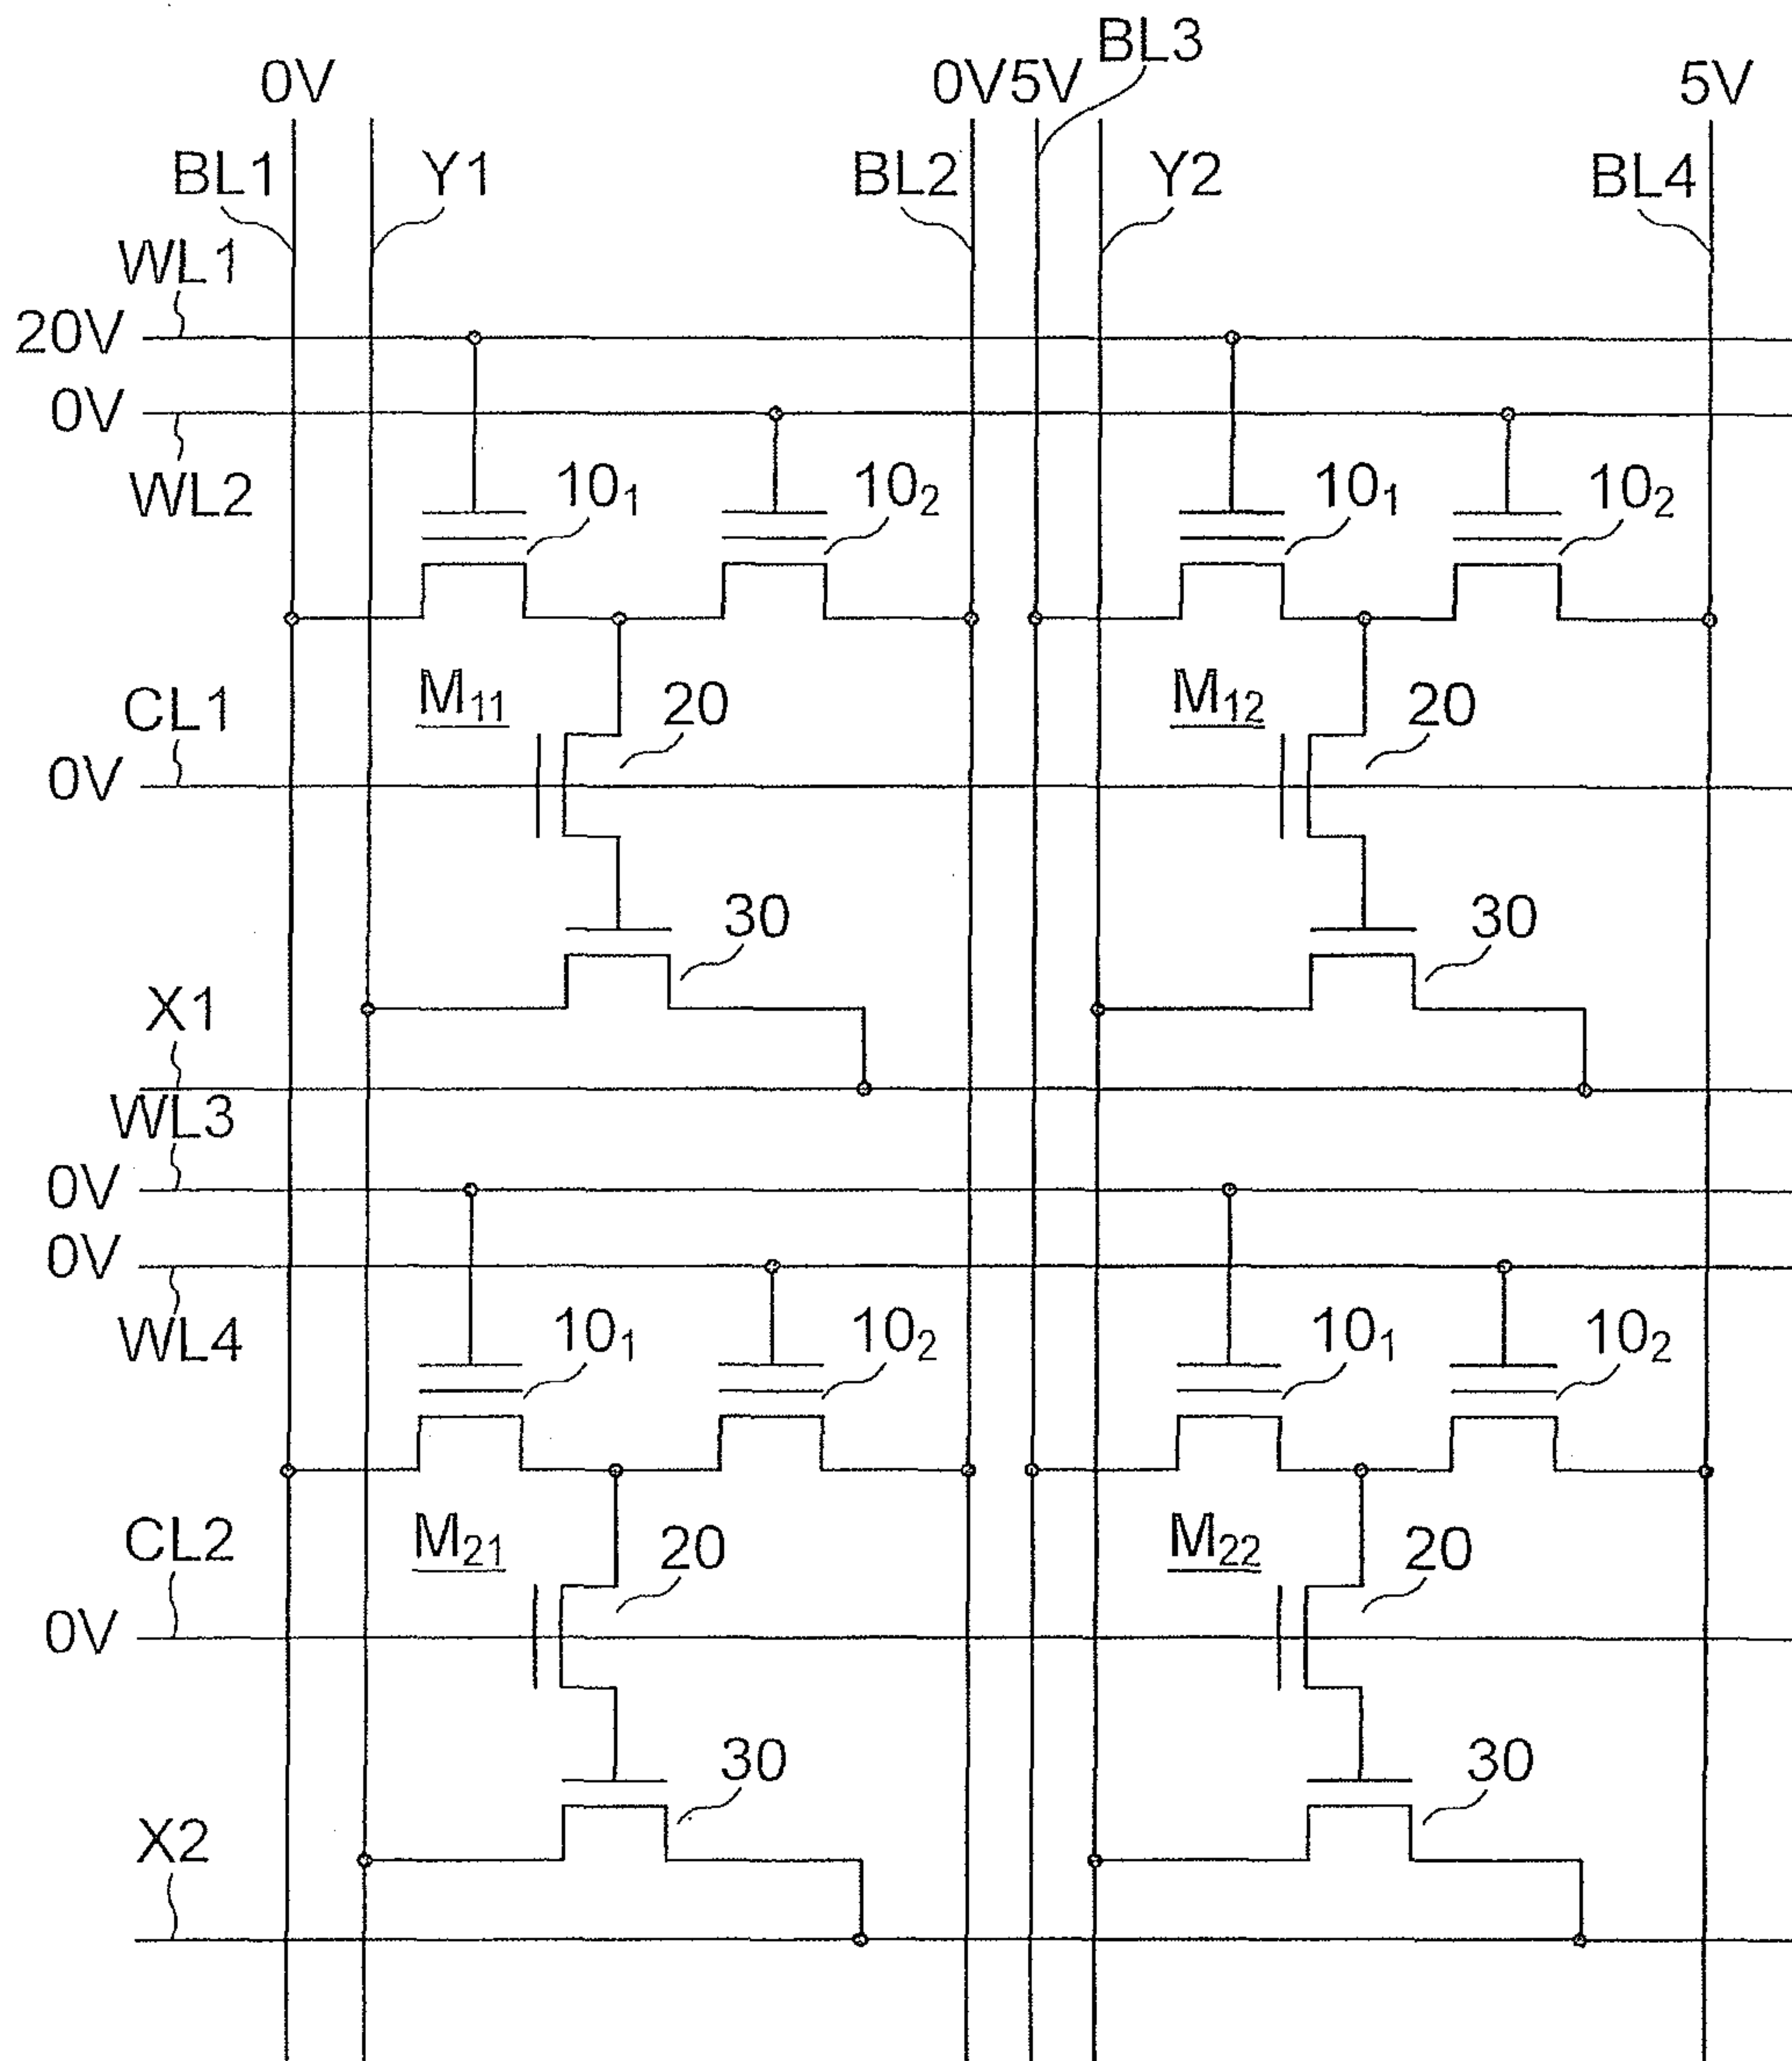 BL3
0V 0V 5V 5V
BL1 Y1 BL2 Y2 BL4
WL1
20V
0V
WL2
10₁ 10₂ 10₁ 10₂
M₁₁ 20 M₁₂ 20
CL1
0V
30 30
X1
WL3
0V
0V
WL4
10₁ 10₂ 10₁ 10₂
M₂₁ 20 M₂₂ 20
CL2
0V
30 30
X2